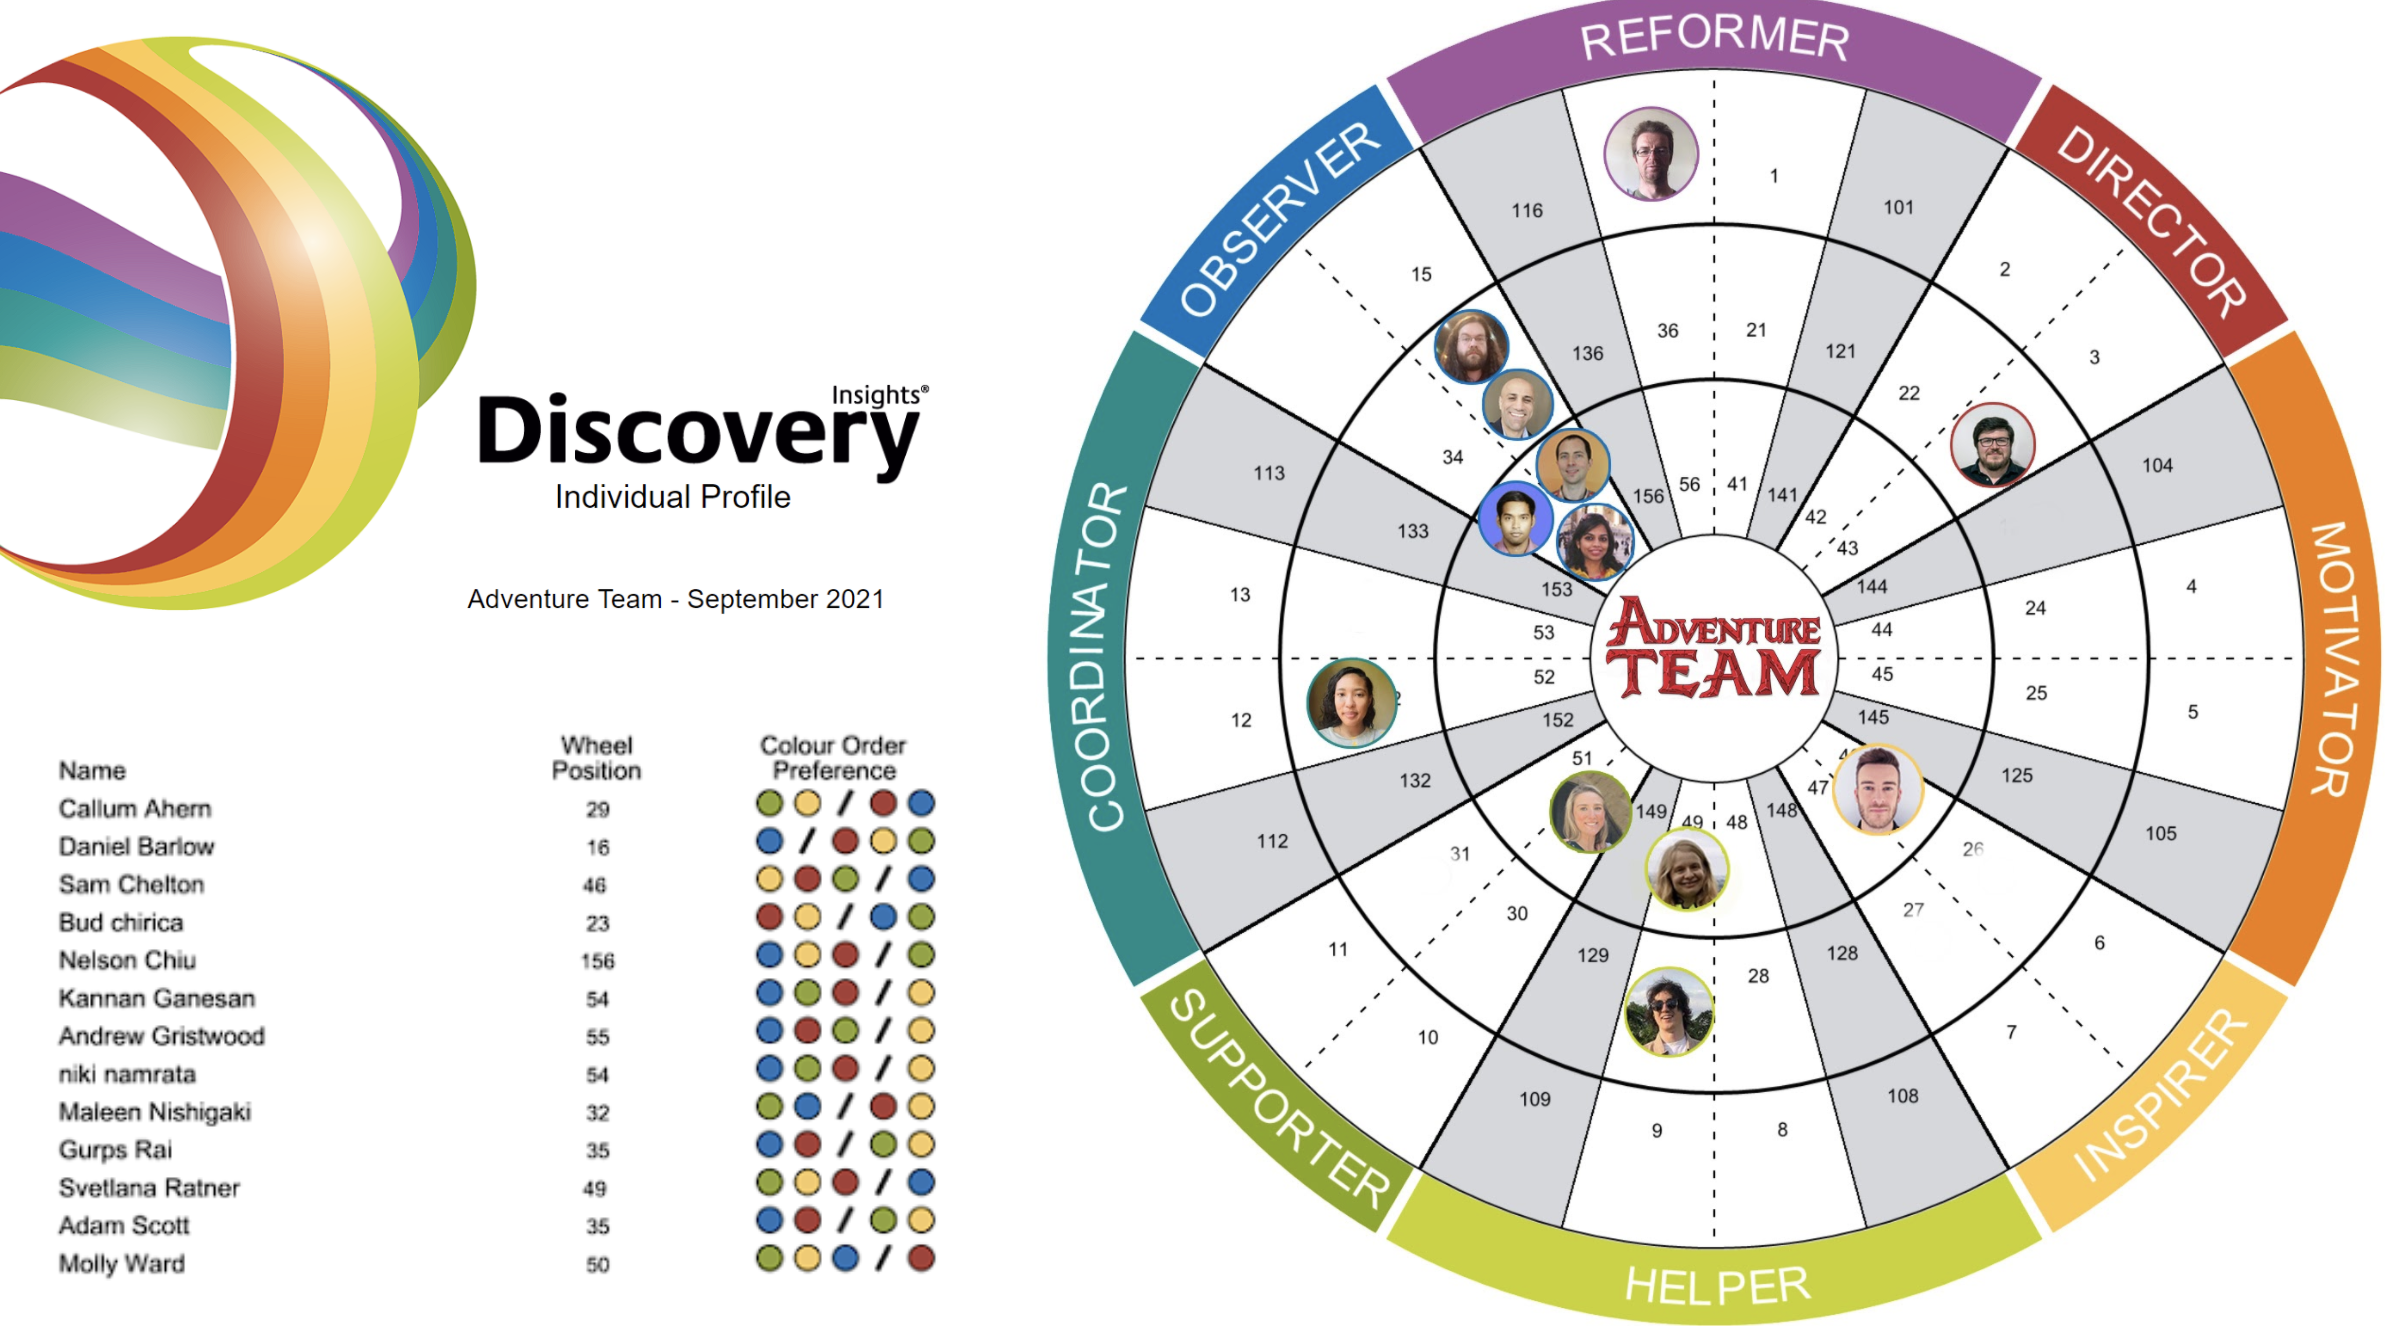 Insights®
Discovery
Individual Profile
Adventure Team - September 2021
Name Wheel Position Colour Order Preference
Callum Ahern 29
Daniel Barlow 16
Sam Chelton 46
Bud chirica 23
Nelson Chiu 156
Kannan Ganesan 54
Andrew Gristwood 55
niki namrata 54
Maleen Nishigaki 32
Gurps Rai 35
Svetlana Ratner 49
Adam Scott 35
Molly Ward 50
REFORMER
DIRECTOR
MOTIVATOR
INSPIRER
HELPER
SUPPORTER
COORDINATOR
OBSERVER
ADVENTURE
TEAM
1
101
2
3
104
4
5
105
6
7
108
8
9
109
10
11
112
12
13
113
15
116
21
121
22
24
25
125
26
27
128
28
129
30
31
132
133
34
136
36
41
141
42
43
144
44
45
145
47
148
48
49
149
51
152
52
53
153
156
56